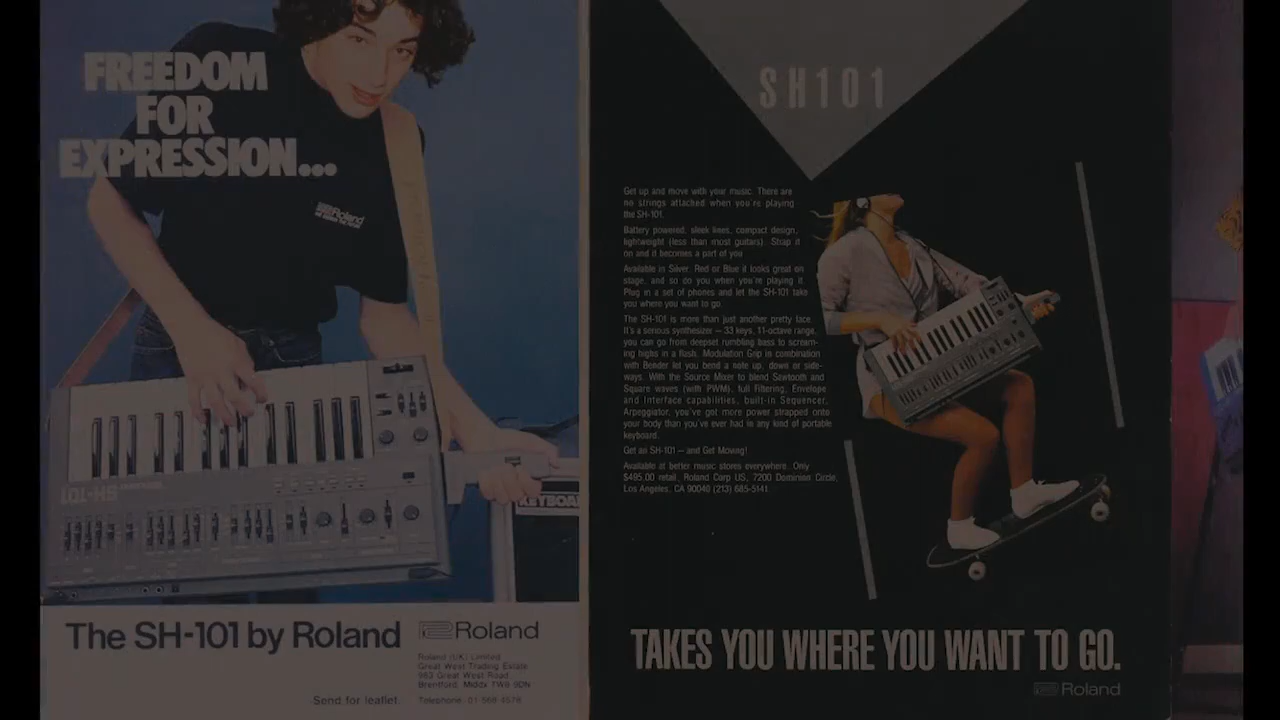 FREEDOM
FOR
EXPRESSION...
Roland
SH-101
KEYBOA
The SH-101 by Roland
Roland
Roland (UK) Limited
Great West Trading Estate
983 Great West Road
Brentford, Middx TW8 9DN
Send for leaflet.
Telephone 01-568 4578
SH101
Get up and move with your music. There are
no strings attached when you're playing
the SH-101.
Battery powered, sleek lines, compact design,
lightweight (less than most guitars). Strap it
on and it becomes a part of you
Available in Silver, Red or Blue it looks great on
stage, and so do you when you're playing it.
Plug in a set of phones and let the SH-101 take
you where you want to go.
The SH-101 is more than just another pretty face.
It's a serious synthesizer — 33 keys, 11-octave range,
you can go from deepest rumbling bass to scream-
ing highs in a flash. Modulation Grip in combination
with Bender let you bend a note up, down or side-
ways. With the Source Mixer to blend Sawtooth and
Square waves (with PWM), full Filtering, Envelope
and Interface capabilities, built-in Sequencer,
Arpeggiator, you've got more power strapped onto
your body than you've ever had in any kind of portable
keyboard.
Get an SH-101 — and Get Moving!
Available at better music stores everywhere. Only
$495.00 retail. Roland Corp US, 7200 Dominion Circle,
Los Angeles, CA 90040 (213) 685-5141
TAKES YOU WHERE YOU WANT TO GO.
Roland